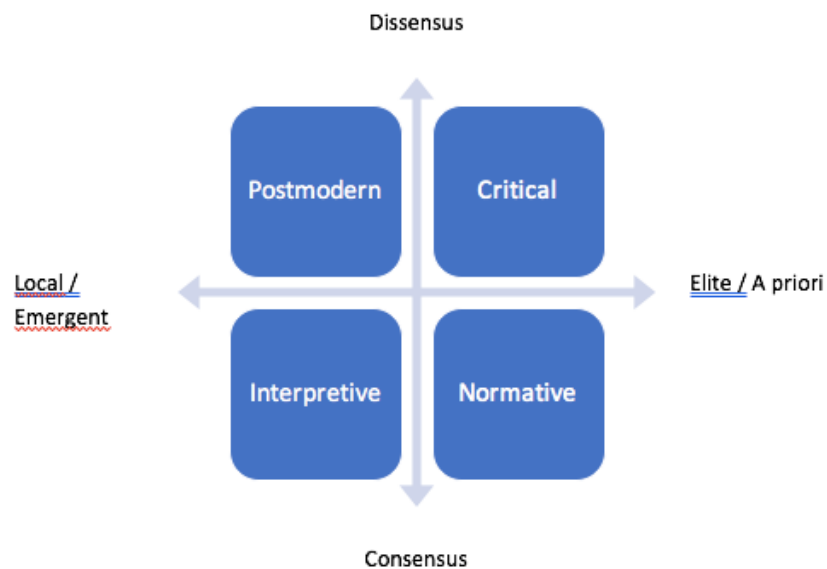 Dissensus
Postmodern
Critical
Local /
Emergent
Elite / A priori
Interpretive
Normative
Consensus